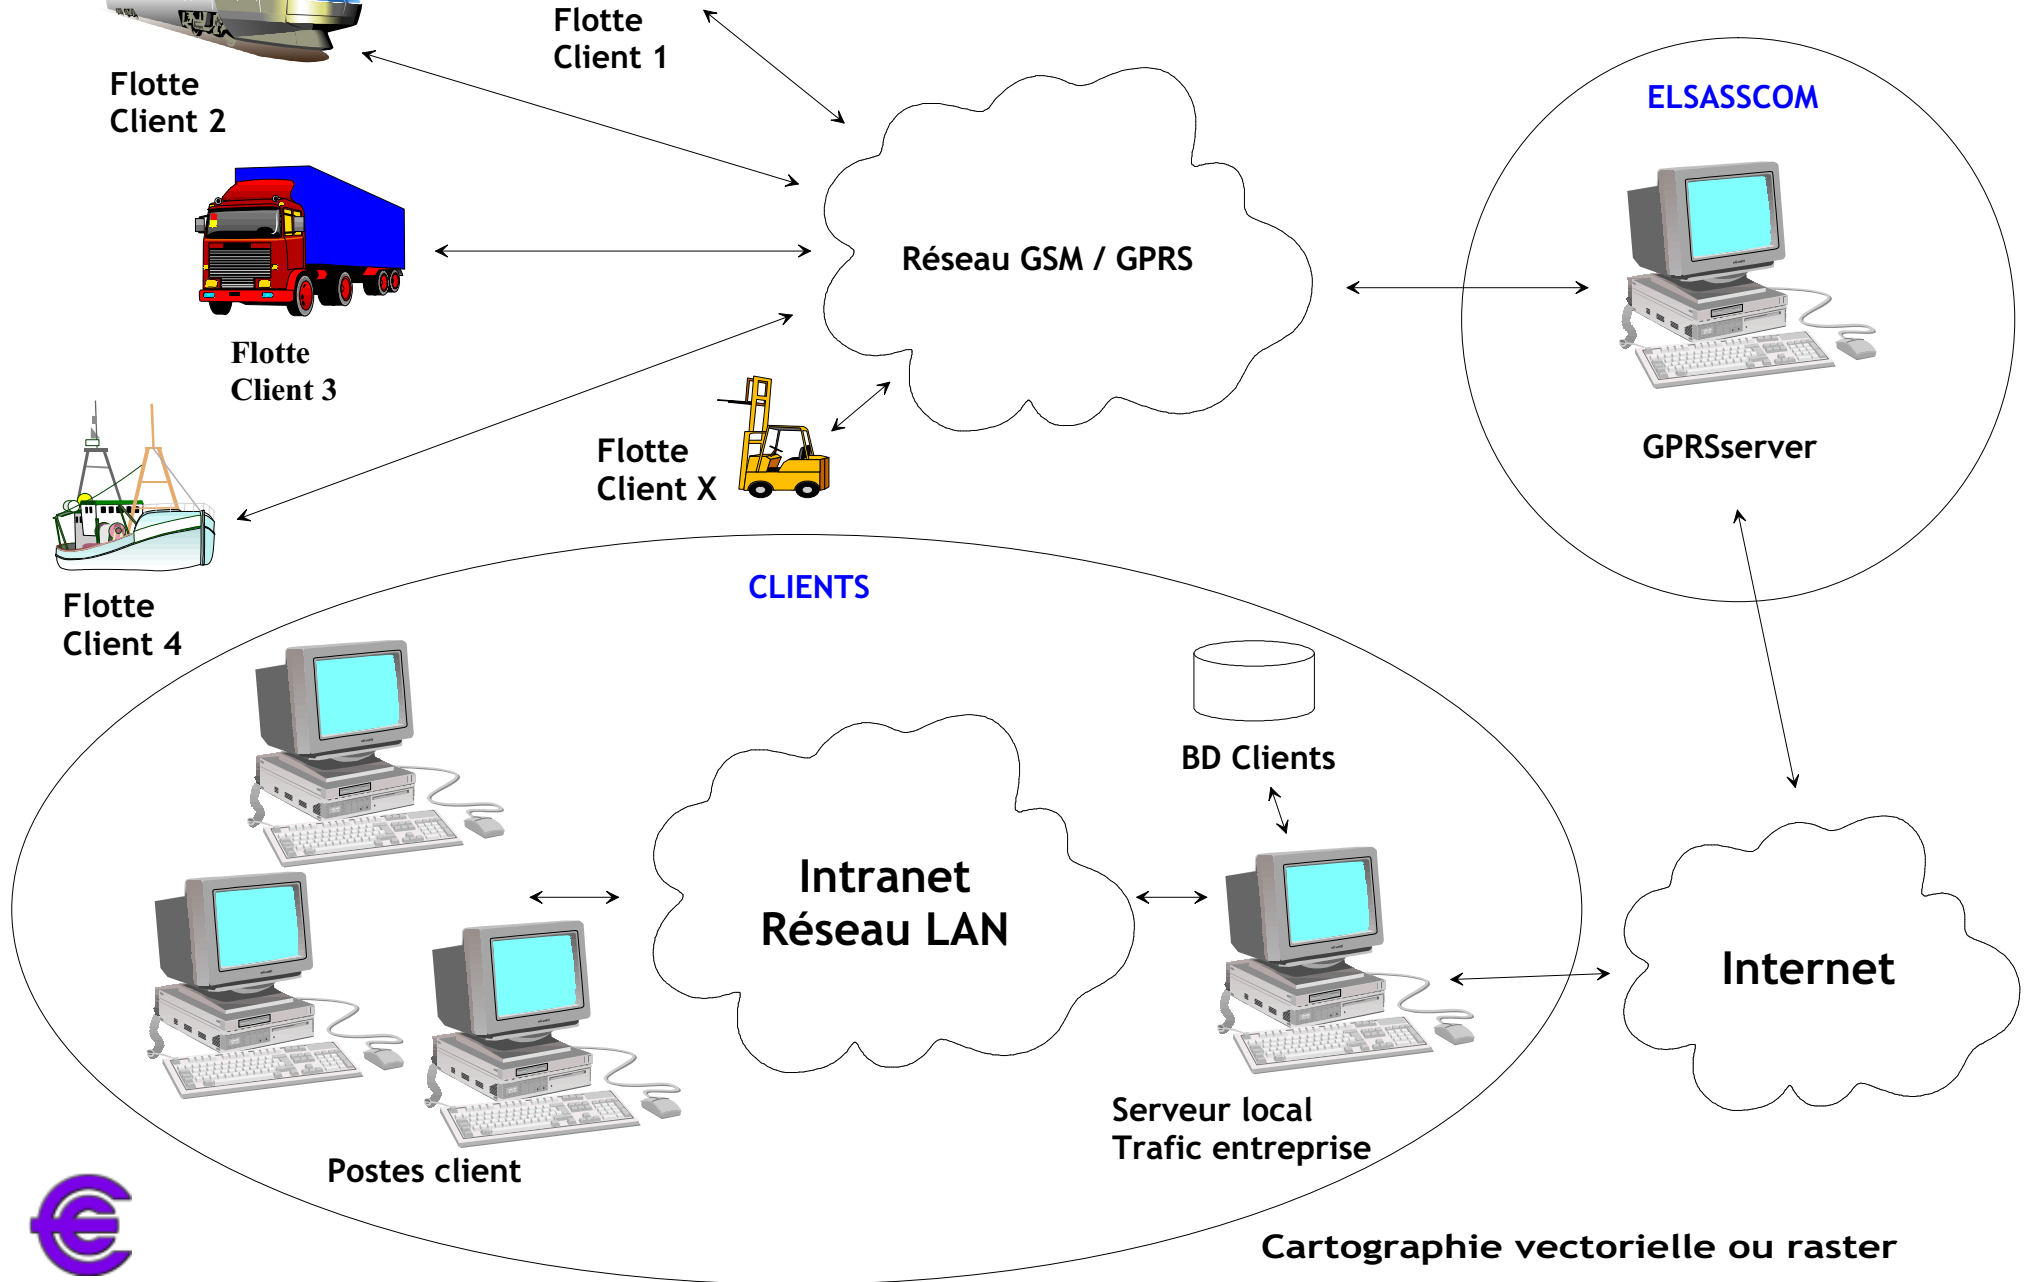 Flotte
Client 1
Flotte
Client 2
ELSASSCOM
Réseau GSM / GPRS
Flotte
Client 3
Flotte
Client X
GPRSserver
Flotte
Client 4
CLIENTS
BD Clients
Intranet
Réseau LAN
Internet
Serveur local
Trafic entreprise
Postes client
Cartographie vectorielle ou raster